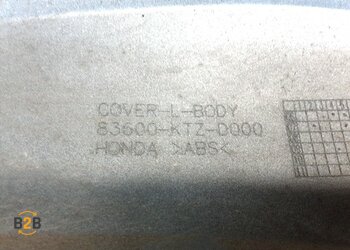 COVER-L-BODY
83600-KTZ-D000
HONDA >ABS<
B2B